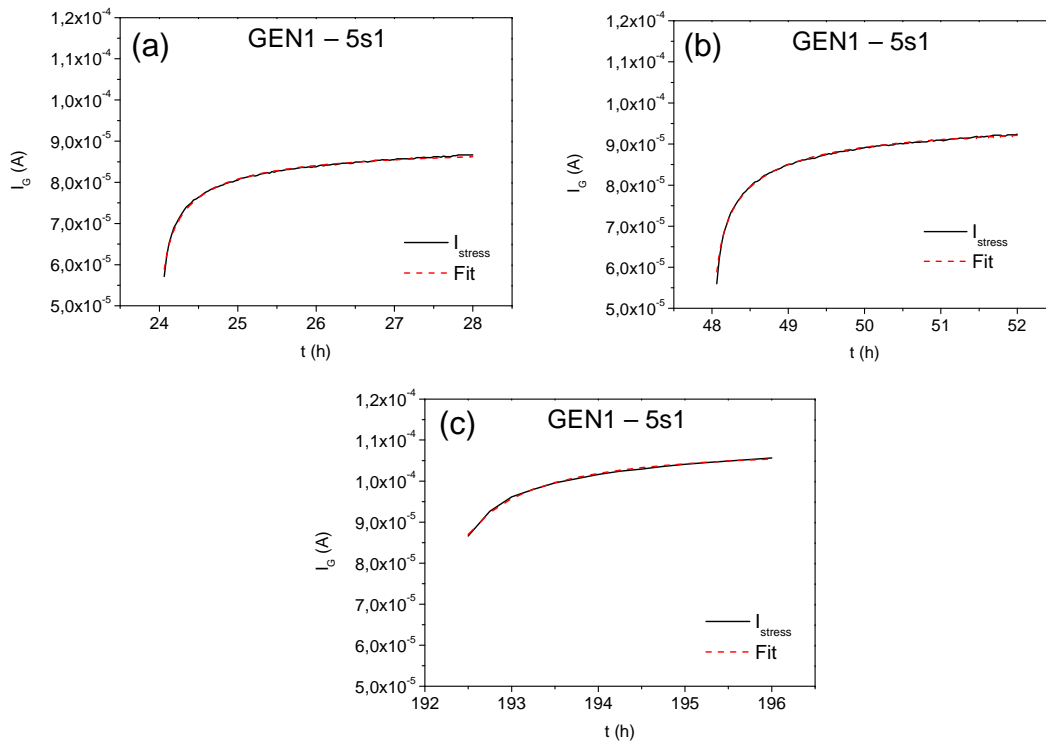 (a) GEN1 – 5s1
1,2x10⁻⁴
1,1x10⁻⁴
1,0x10⁻⁴
9,0x10⁻⁵
8,0x10⁻⁵
7,0x10⁻⁵
6,0x10⁻⁵
5,0x10⁻⁵
I_G (A)
I_stress
Fit
24 25 26 27 28
t (h)
(b) GEN1 – 5s1
1,2x10⁻⁴
1,1x10⁻⁴
1,0x10⁻⁴
9,0x10⁻⁵
8,0x10⁻⁵
7,0x10⁻⁵
6,0x10⁻⁵
5,0x10⁻⁵
I_G (A)
I_stress
Fit
48 49 50 51 52
t (h)
(c) GEN1 – 5s1
1,2x10⁻⁴
1,1x10⁻⁴
1,0x10⁻⁴
9,0x10⁻⁵
8,0x10⁻⁵
7,0x10⁻⁵
6,0x10⁻⁵
5,0x10⁻⁵
I_G (A)
I_stress
Fit
192 193 194 195 196
t (h)